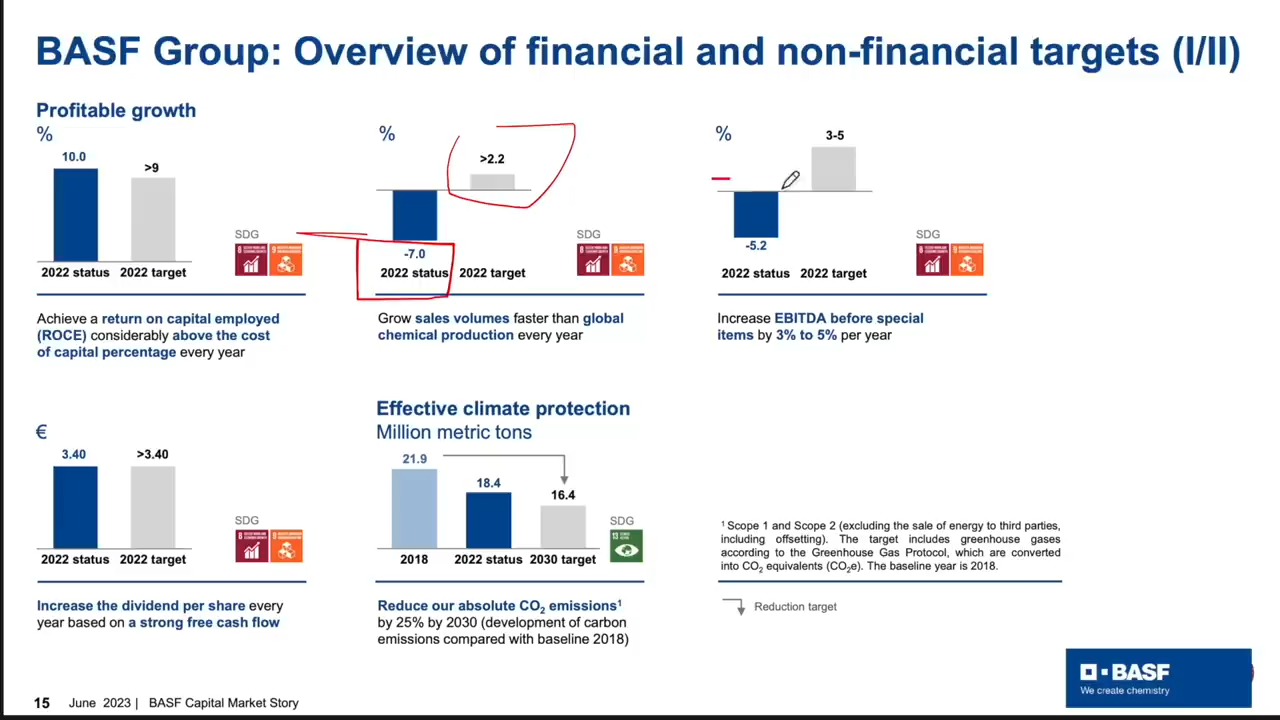 BASF Group: Overview of financial and non-financial targets (I/II)
Profitable growth
%
10.0
>9
2022 status
2022 target
SDG
Achieve a return on capital employed
(ROCE) considerably above the cost
of capital percentage every year
%
>2.2
-7.0
2022 status
2022 target
SDG
Grow sales volumes faster than global
chemical production every year
%
3-5
-5.2
2022 status
2022 target
SDG
Increase EBITDA before special
items by 3% to 5% per year
€
3.40
>3.40
2022 status
2022 target
SDG
Increase the dividend per share every
year based on a strong free cash flow
Effective climate protection
Million metric tons
21.9
18.4
16.4
2018
2022 status
2030 target
SDG
Reduce our absolute CO2 emissions¹
by 25% by 2030 (development of carbon
emissions compared with baseline 2018)
¹ Scope 1 and Scope 2 (excluding the sale of energy to third parties,
including offsetting). The target includes greenhouse gases
according to the Greenhouse Gas Protocol, which are converted
into CO2 equivalents (CO2e). The baseline year is 2018.
Reduction target
BASF
We create chemistry
15 June 2023 | BASF Capital Market Story